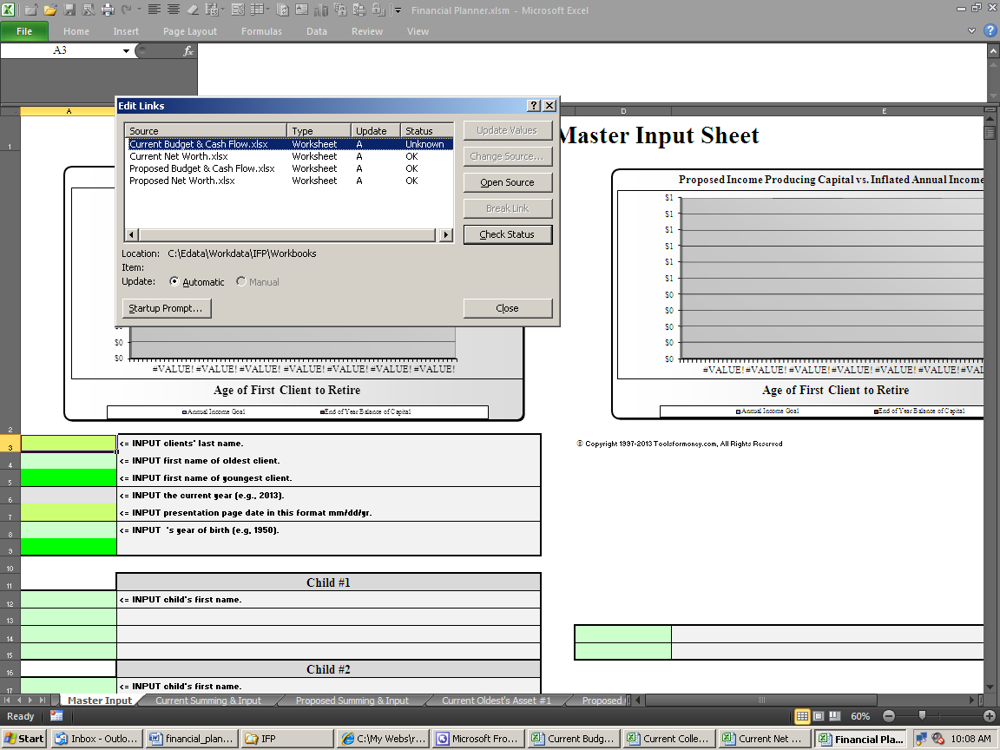 Financial Planner.xlsm - Microsoft Excel
File Home Insert Page Layout Formulas Data Review View
A3 fx
A D E
Edit Links
Source Type Update Status
Current Budget & Cash Flow.xlsx Worksheet A Unknown
Current Net Worth.xlsx Worksheet A OK
Proposed Budget & Cash Flow.xlsx Worksheet A OK
Proposed Net Worth.xlsx Worksheet A OK
Update Values
Change Source...
Open Source
Break Link
Check Status
Location: C:\Edata\Workdata\IFP\Workbooks
Item:
Update: Automatic Manual
Startup Prompt... Close
1
Master Input Sheet
Proposed Income Producing Capital vs. Inflated Annual Income
$1
$1
$1
$1
$1
$1
$0
$0
$0
$0
$0
#VALUE! #VALUE! #VALUE! #VALUE! #VALUE! #VALUE! #VAL
Age of First Client to Retire
Annual Income Goal End of Year Balance of Capital
$0
$0
#VALUE! #VALUE! #VALUE! #VALUE! #VALUE! #VALUE! #VALUE!
Age of First Client to Retire
Annual Income Goal End of Year Balance of Capital
2
3 <= INPUT clients' last name. © Copyright 1997-2013 Toolsformoney.com, All Rights Reserved
4 <= INPUT first name of oldest client.
5 <= INPUT first name of youngest client.
6 <= INPUT the current year (e.g., 2013).
7 <= INPUT presentation page date in this format mm/dd/yr.
8 <= INPUT 's year of birth (e.g, 1950).
9
10
11 Child #1
12 <= INPUT child's first name.
13
14
15
16 Child #2
17 <= INPUT child's first name.
Master Input Current Summing & Input Proposed Summing & Input Current Oldest's Asset #1 Proposed
Ready 60%
Start Inbox - Outlo... financial_plan... IFP C:\My Webs\r... Microsoft Fro... Current Budg... Current Colle... Current Net ... Financial Pla... 10:08 AM